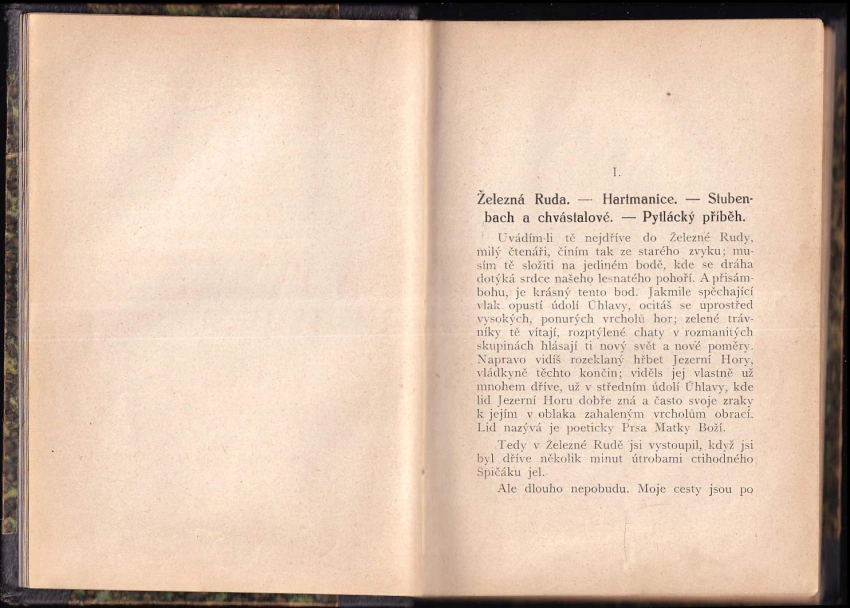 I.
Železná Ruda. — Hartmanice. — Stuben-
bach a chvástalové. — Pytlácký příběh.
Uvádím-li tě nejdříve do Železné Rudy,
milý čtenáři, činím tak ze starého zvyku; mu-
sím tě složiti na jediném bodě, kde se dráha
dotýká srdce našeho lesnatého pohoří. A přisám-
bohu, je krásný tento bod. Jakmile spěchající
vlak opustí údolí Úhlavy, ocitáš se uprostřed
vysokých, ponurých vrcholů hor; zelené tráv-
níky tě vítají, rozptýlené chaty v rozmanitých
skupinách hlásají ti nový svět a nové poměry.
Napravo vidíš rozeklaný hřbet Jezerní Hory,
vládkyně těchto končin; viděls jej vlastně už
mnohem dříve, už v středním údolí Úhlavy, kde
lid Jezerní Horu dobře zná a často svoje zraky
k jejím v oblaka zahaleným vrcholům obrací.
Lid nazývá je poeticky Prsa Matky Boží.
Tedy v Železné Rudě jsi vystoupil, když jsi
byl dříve několik minut útrobami ctihodného
Špičáku jel.
Ale dlouho nepobudu. Moje cesty jsou po